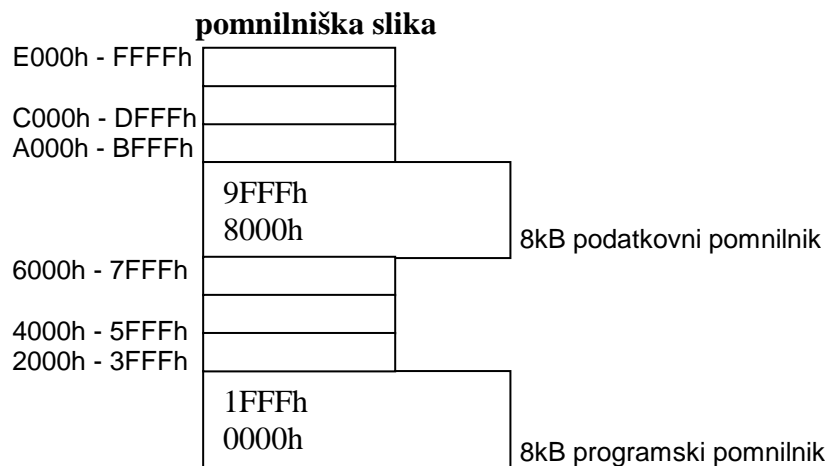 pomnilniška slika
E000h - FFFFh
C000h - DFFFh
A000h - BFFFh
9FFFh
8000h
8kB podatkovni pomnilnik
6000h - 7FFFh
4000h - 5FFFh
2000h - 3FFFh
1FFFh
0000h
8kB programski pomnilnik